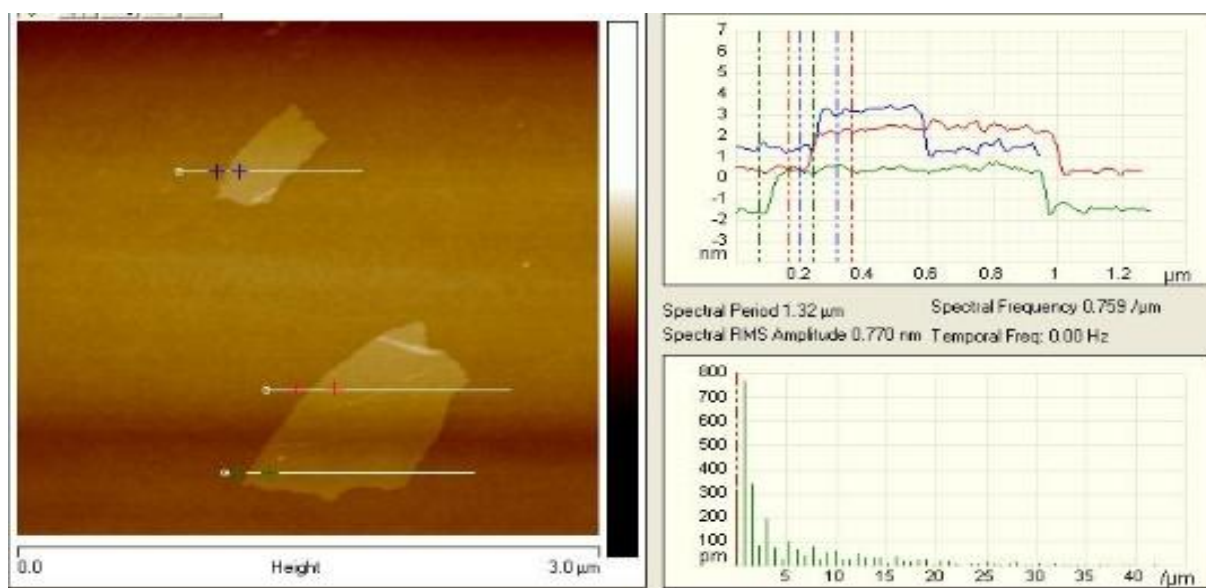 0.0 Height 3.0 µm
7
6
5
4
3
2
1
0
-1
-2
-3
nm
0.2 0.4 0.6 0.8 1 1.2 µm
Spectral Period 1.32 µm Spectral Frequency 0.759 /µm
Spectral RMS Amplitude 0.770 nm Temporal Freq: 0.00 Hz
800
700
600
500
400
300
200
100
pm
5 10 15 20 25 30 35 40 /µm